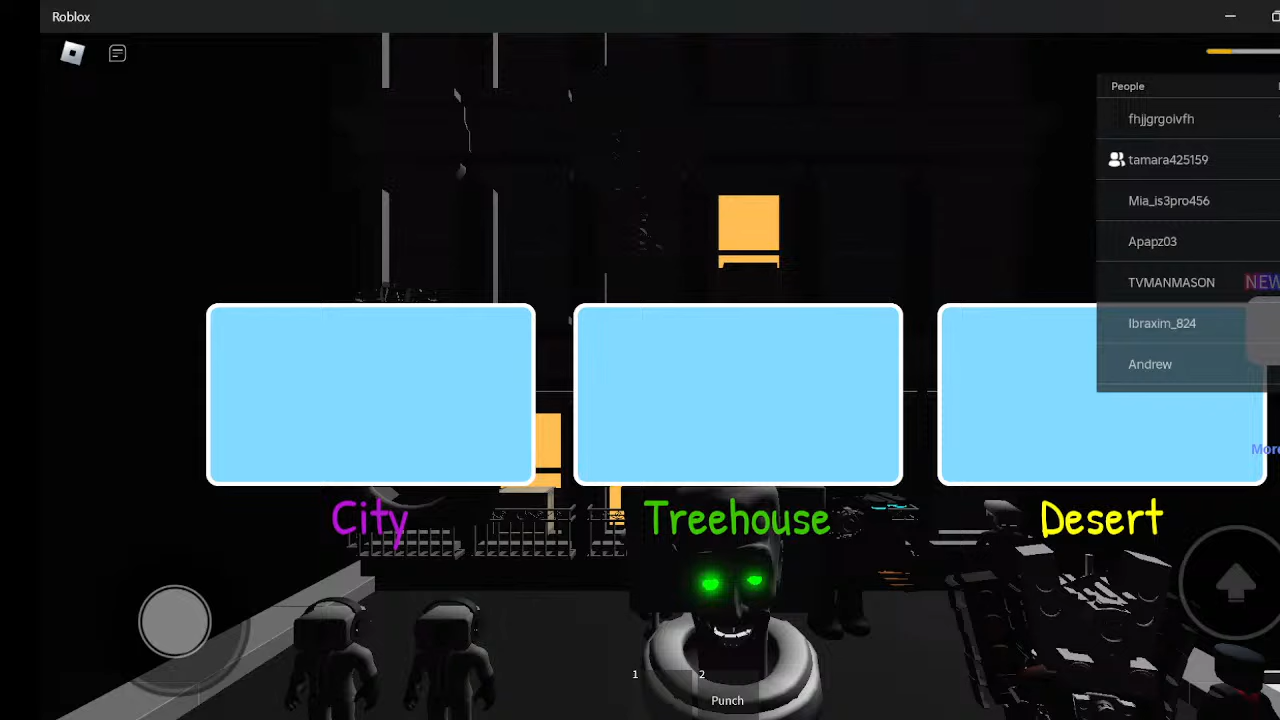 Roblox
People
fhjjgrgoivfh
tamara425159
Mia_is3pro456
Apapz03
TVMANMASON
NEW
Ibraxim_824
Andrew
More
City
Treehouse
Desert
1
2
Punch